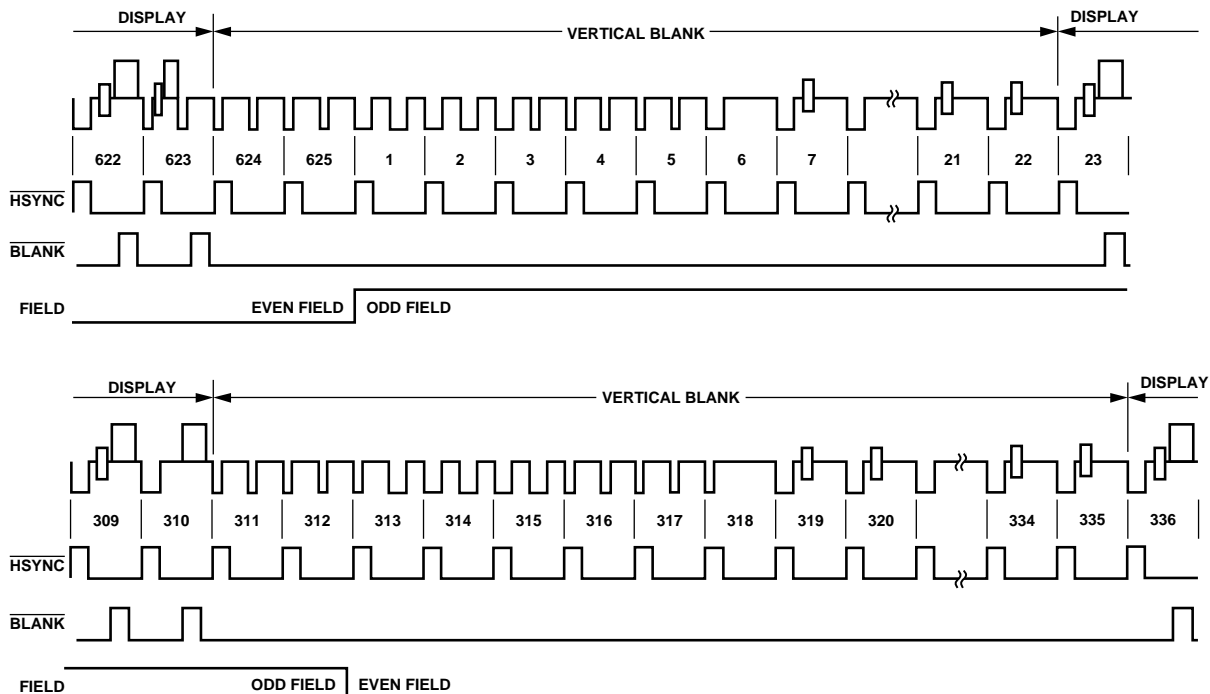 DISPLAY VERTICAL BLANK DISPLAY
622 623 624 625 1 2 3 4 5 6 7 21 22 23
HSYNC
BLANK
FIELD EVEN FIELD ODD FIELD
DISPLAY VERTICAL BLANK DISPLAY
309 310 311 312 313 314 315 316 317 318 319 320 334 335 336
HSYNC
BLANK
FIELD ODD FIELD EVEN FIELD